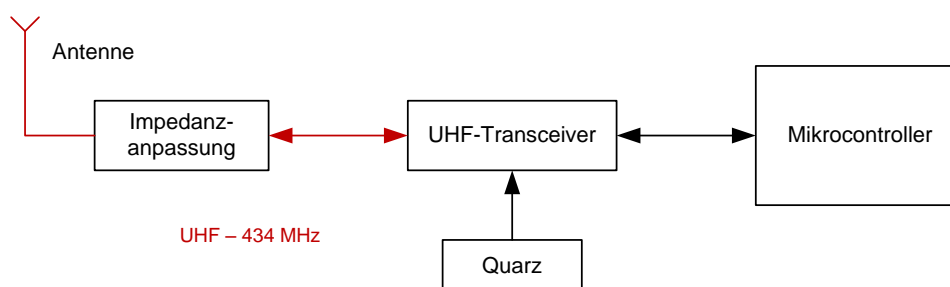 Antenne
Impedanz-
anpassung
UHF-Transceiver
Mikrocontroller
UHF – 434 MHz
Quarz